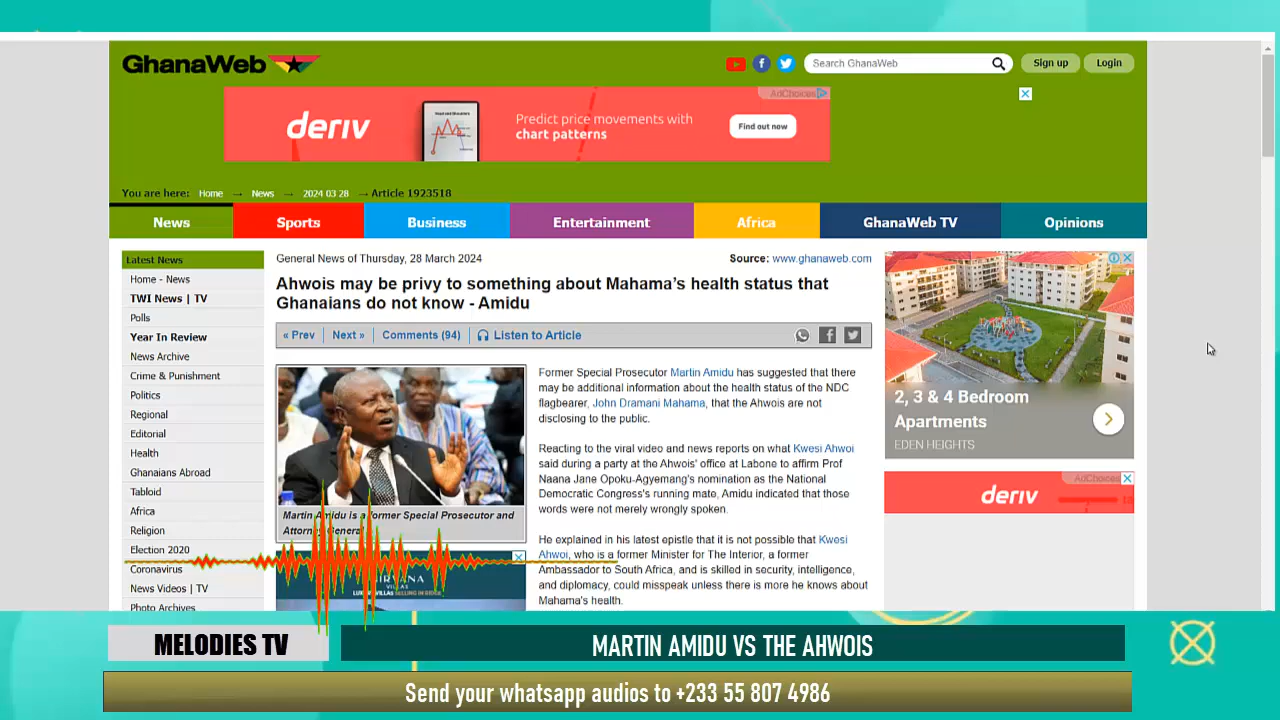 GhanaWeb
Search GhanaWeb
Sign up
Login
AdChoices
deriv
Predict price movements with
chart patterns
Find out now
You are here: Home → News → 2024 03 28 → Article 1923518
News
Sports
Business
Entertainment
Africa
GhanaWeb TV
Opinions
Latest News
Home - News
TWI News | TV
Polls
Year In Review
News Archive
Crime & Punishment
Politics
Regional
Editorial
Health
Ghanaians Abroad
Tabloid
Africa
Religion
Election 2020
Coronavirus
News Videos | TV
Photo Archives
General News of Thursday, 28 March 2024
Source: www.ghanaweb.com
Ahwois may be privy to something about Mahama's health status that
Ghanaians do not know - Amidu
« Prev
Next »
Comments (94)
Listen to Article
Martin Amidu is a former Special Prosecutor and
Attorney General
Former Special Prosecutor Martin Amidu has suggested that there
may be additional information about the health status of the NDC
flagbearer, John Dramani Mahama, that the Ahwois are not
disclosing to the public.
Reacting to the viral video and news reports on what Kwesi Ahwoi
said during a party at the Ahwois' office at Labone to affirm Prof
Naana Jane Opoku-Agyemang's nomination as the National
Democratic Congress's running mate, Amidu indicated that those
words were not merely wrongly spoken.
He explained in his latest epistle that it is not possible that Kwesi
Ahwoi, who is a former Minister for The Interior, a former
Ambassador to South Africa, and is skilled in security, intelligence,
and diplomacy, could misspeak unless there is more he knows about
Mahama's health.
2, 3 & 4 Bedroom
Apartments
EDEN HEIGHTS
AdChoices
deriv
MELODIES TV
MARTIN AMIDU VS THE AHWOIS
Send your whatsapp audios to +233 55 807 4986